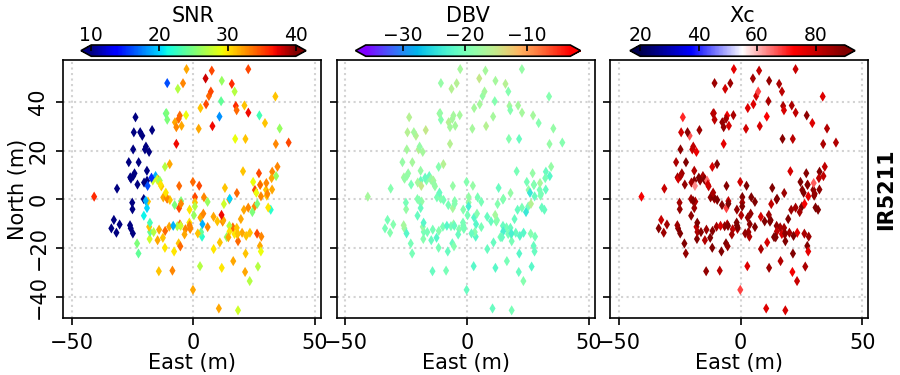 SNR DBV Xc
10 20 30 40 −30 −20 −10 20 40 60 80
North (m)
40
20
0
−20
−40
IR5211
−50 0 50 −50 0 50 −50 0 50
East (m) East (m) East (m)